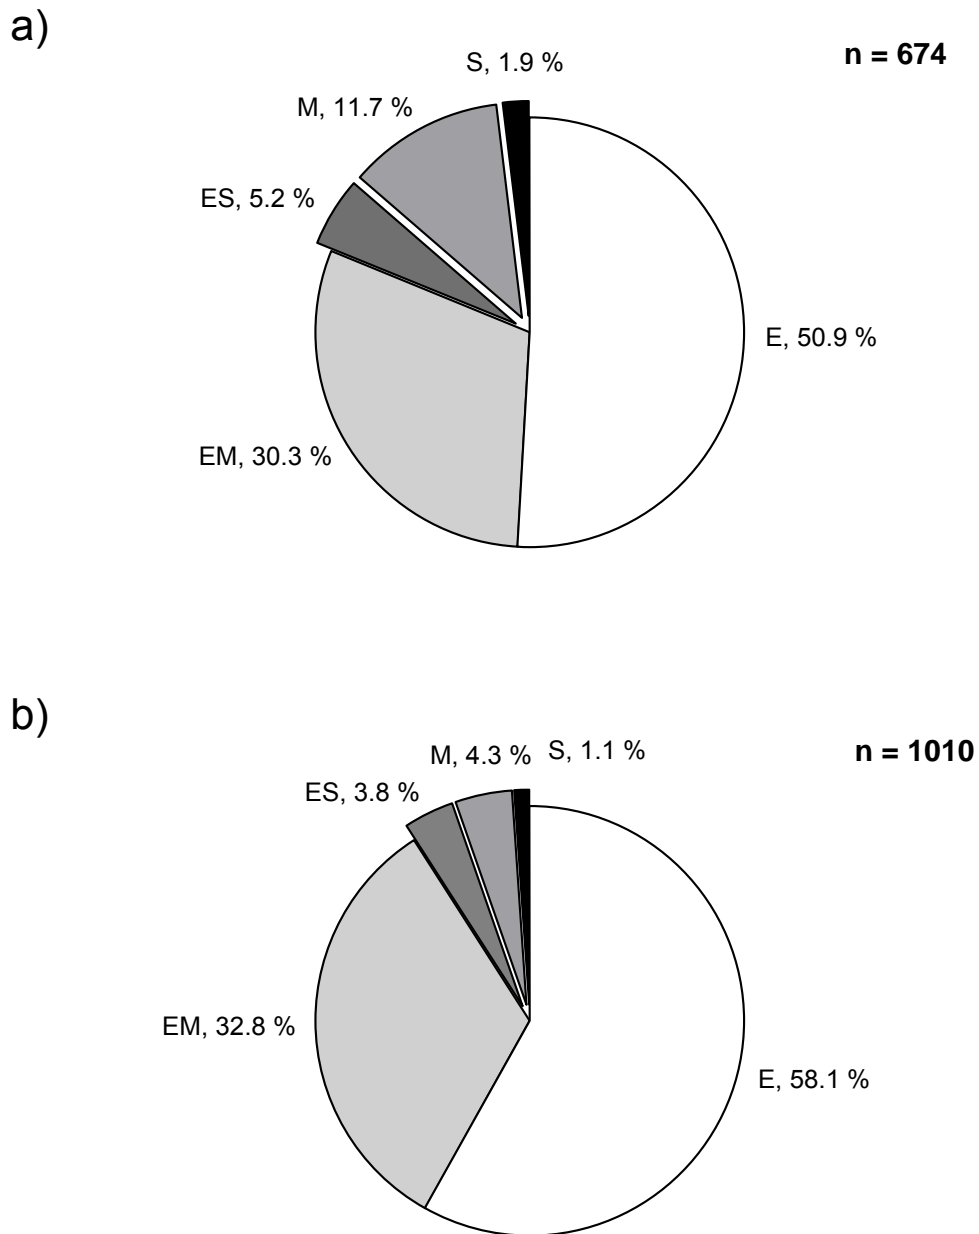 a)
n = 674
S, 1.9 %
M, 11.7 %
ES, 5.2 %
E, 50.9 %
EM, 30.3 %
b)
n = 1010
M, 4.3 %
S, 1.1 %
ES, 3.8 %
EM, 32.8 %
E, 58.1 %